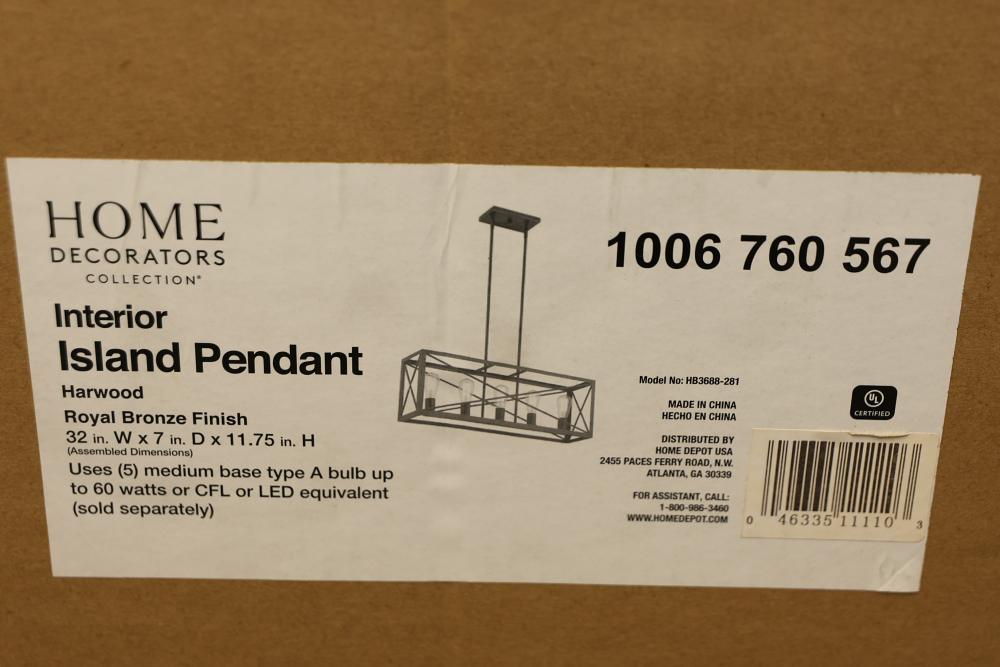 HOME
DECORATORS
COLLECTION®
Interior
Island Pendant
Harwood
Royal Bronze Finish
32 in. W x 7 in. D x 11.75 in. H
(Assembled Dimensions)
Uses (5) medium base type A bulb up
to 60 watts or CFL or LED equivalent
(sold separately)
1006 760 567
Model No: HB3688-281
MADE IN CHINA
HECHO EN CHINA
DISTRIBUTED BY
HOME DEPOT USA
2455 PACES FERRY ROAD, N.W.
ATLANTA, GA 30339
FOR ASSISTANT, CALL:
1-800-986-3460
WWW.HOMEDEPOT.COM
UL
CERTIFIED
0 46335 11110 3